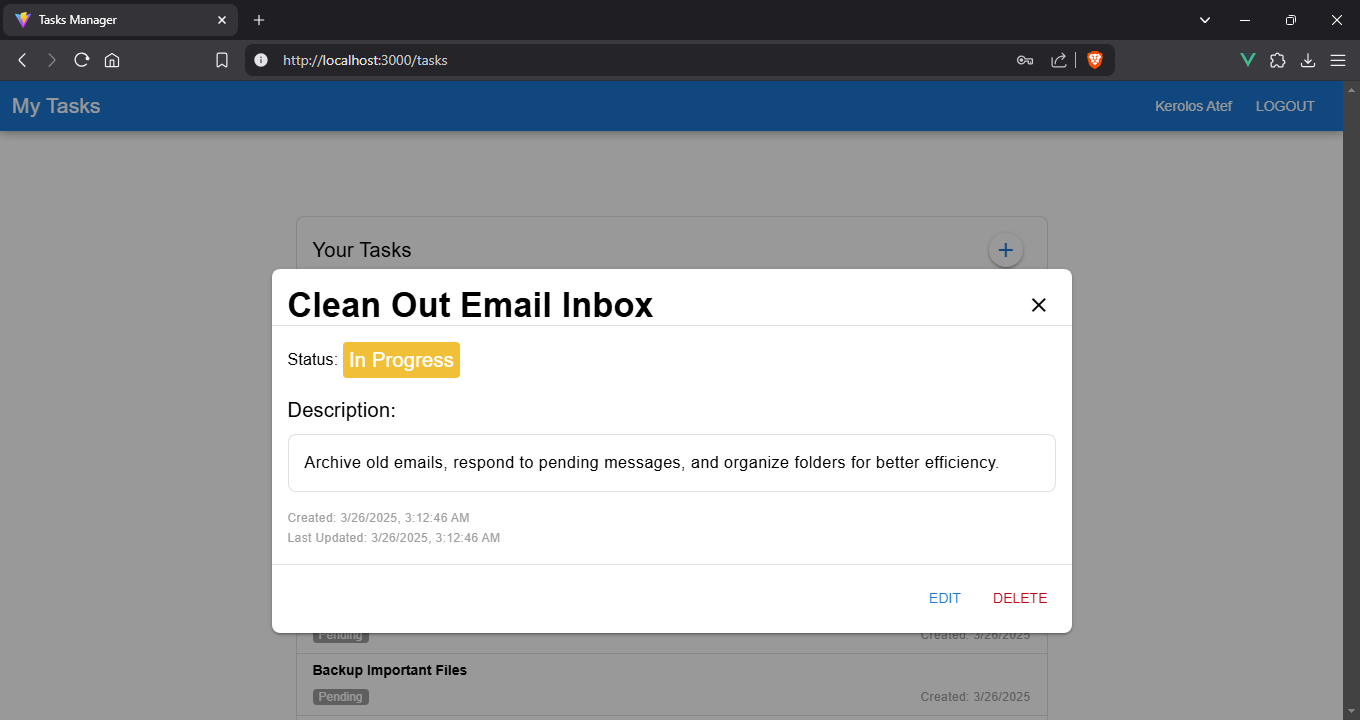 Tasks Manager
http://localhost:3000/tasks
My Tasks
Kerolos Atef LOGOUT
Your Tasks
Clean Out Email Inbox
Status: In Progress
Description:
Archive old emails, respond to pending messages, and organize folders for better efficiency.
Created: 3/26/2025, 3:12:46 AM
Last Updated: 3/26/2025, 3:12:46 AM
EDIT DELETE
Pending Created: 3/26/2025
Backup Important Files
Pending Created: 3/26/2025